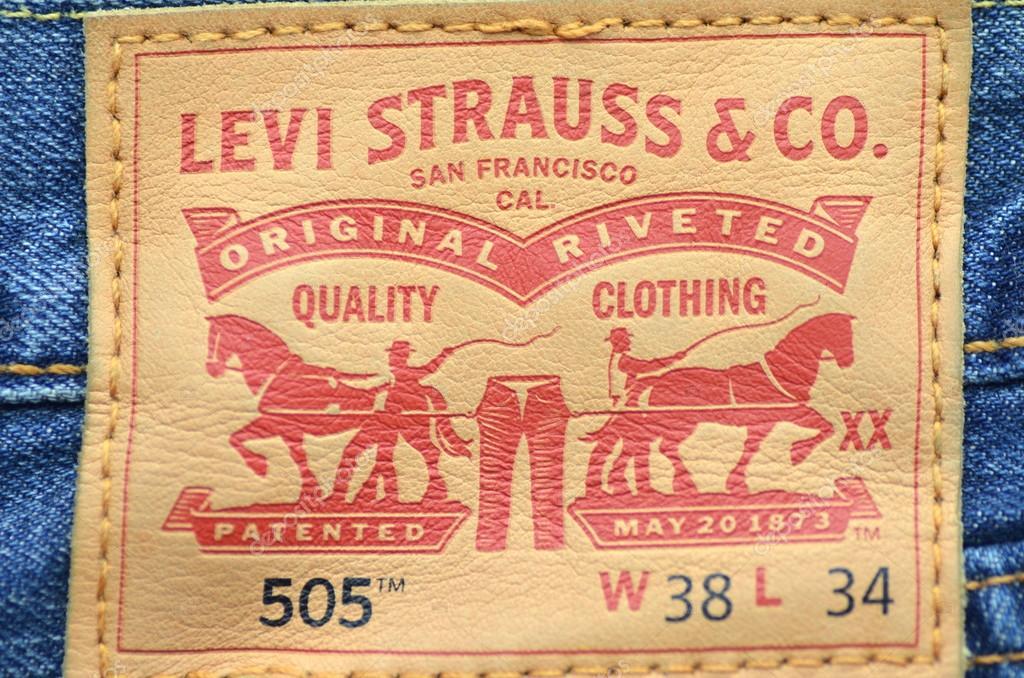 LEVI STRAUSS & CO.
SAN FRANCISCO
CAL.
ORIGINAL RIVETED
QUALITY CLOTHING
XX
PATENTED MAY 20 1873 TM
505™ W 38 L 34